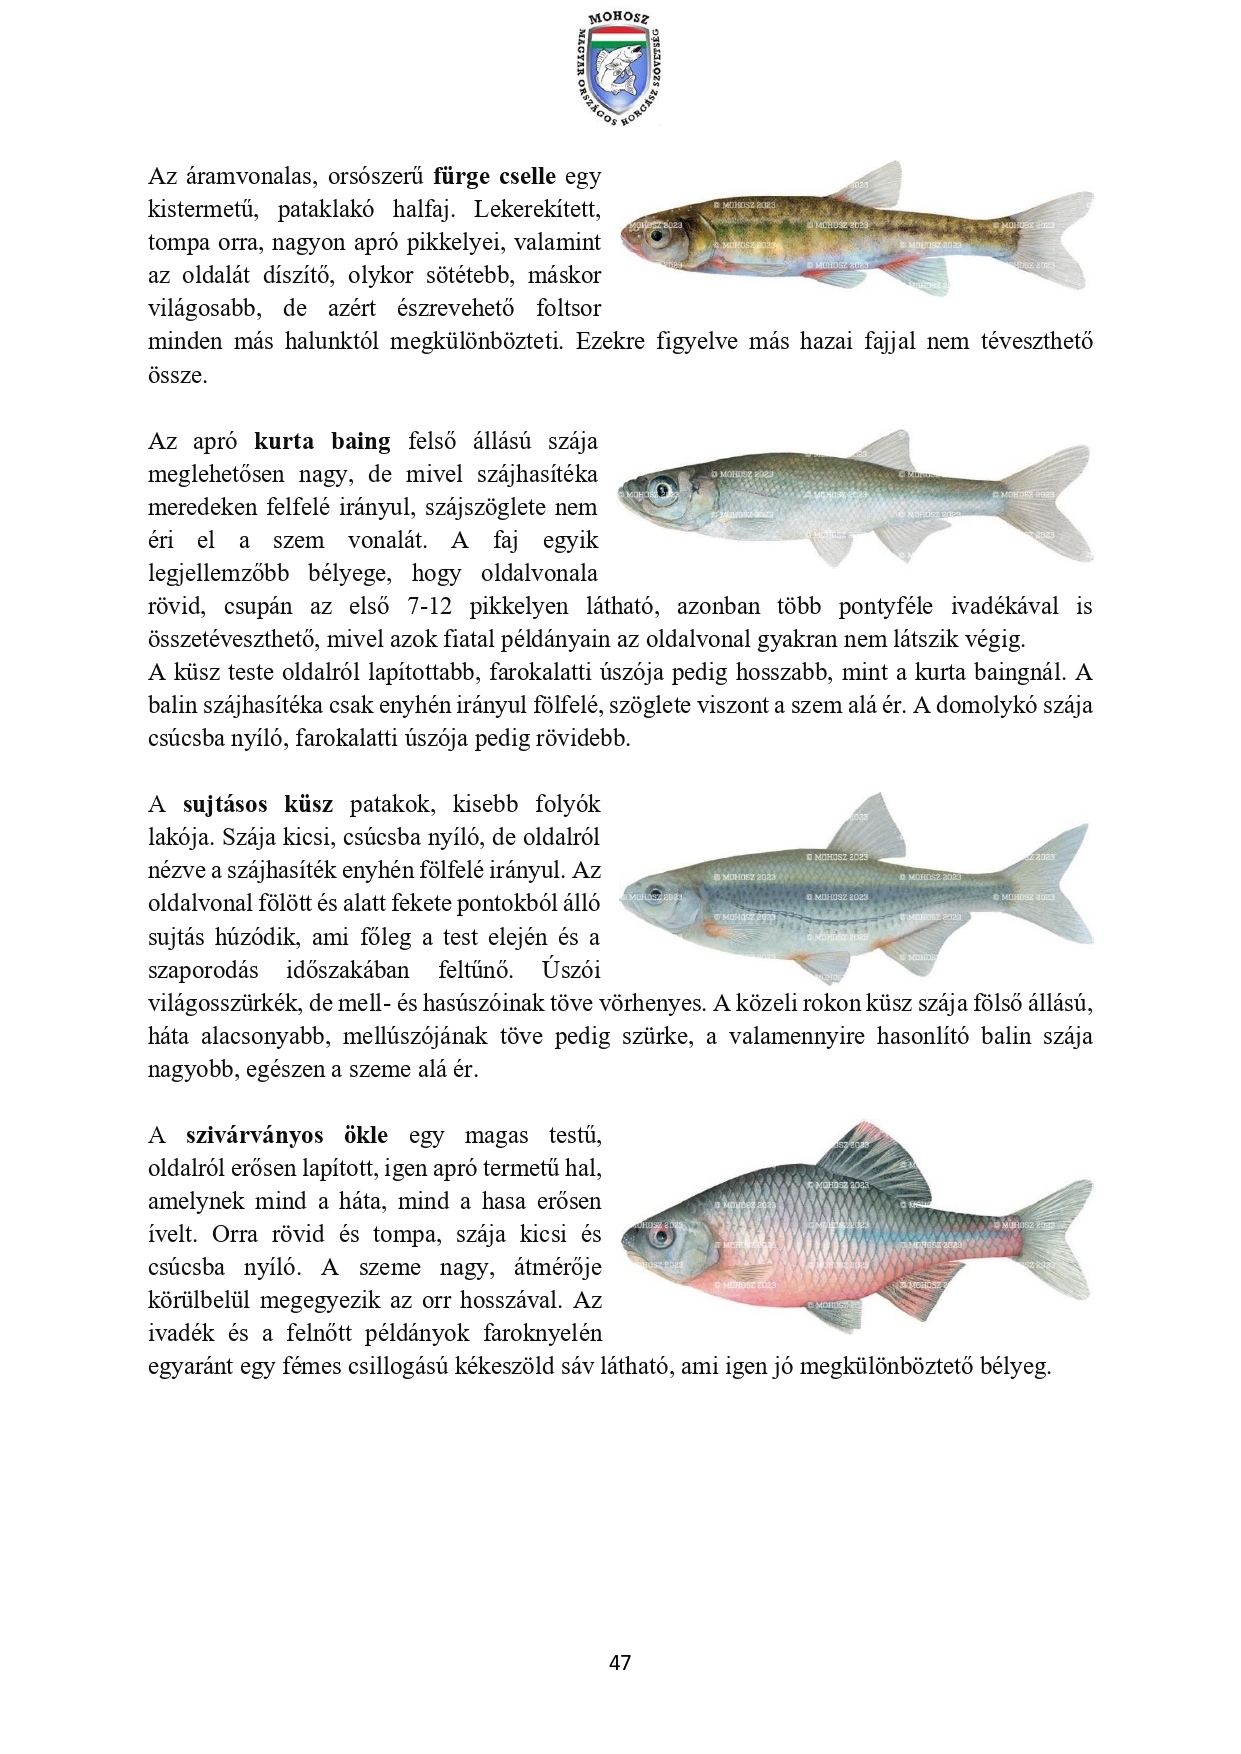 MOHOSZ
MAGYAR ORSZÁGOS HORGÁSZ SZÖVETSÉG
Az áramvonalas, orsószerű fürge cselle egy
kistermetű, pataklakó halfaj. Lekerekített,
tompa orra, nagyon apró pikkelyei, valamint
az oldalát díszítő, olykor sötétebb, máskor
világosabb, de azért észrevehető foltsor
minden más halunktól megkülönbözteti. Ezekre figyelve más hazai fajjal nem téveszthető
össze.
Az apró kurta baing felső állású szája
meglehetősen nagy, de mivel szájhasítéka
meredeken felfelé irányul, szájszöglete nem
éri el a szem vonalát. A faj egyik
legjellemzőbb bélyege, hogy oldalvonala
rövid, csupán az első 7-12 pikkelyen látható, azonban több pontyféle ivadékával is
összetéveszthető, mivel azok fiatal példányain az oldalvonal gyakran nem látszik végig.
A küsz teste oldalról lapítottabb, farokalatti úszója pedig hosszabb, mint a kurta baingnál. A
balin szájhasítéka csak enyhén irányul fölfelé, szöglete viszont a szem alá ér. A domolykó szája
csúcsba nyíló, farokalatti úszója pedig rövidebb.
A sujtásos küsz patakok, kisebb folyók
lakója. Szája kicsi, csúcsba nyíló, de oldalról
nézve a szájhasíték enyhén fölfelé irányul. Az
oldalvonal fölött és alatt fekete pontokból álló
sujtás húzódik, ami főleg a test elején és a
szaporodás időszakában feltűnő. Úszói
világosszürkék, de mell- és hasúszóinak töve vörhenyes. A közeli rokon küsz szája fölső állású,
háta alacsonyabb, mellúszójának töve pedig szürke, a valamennyire hasonlító balin szája
nagyobb, egészen a szeme alá ér.
A szivárványos ökle egy magas testű,
oldalról erősen lapított, igen apró termetű hal,
amelynek mind a háta, mind a hasa erősen
ívelt. Orra rövid és tompa, szája kicsi és
csúcsba nyíló. A szeme nagy, átmérője
körülbelül megegyezik az orr hosszával. Az
ivadék és a felnőtt példányok faroknyelén
egyaránt egy fémes csillogású kékeszöld sáv látható, ami igen jó megkülönböztető bélyeg.
© MOHOSZ 2023
47